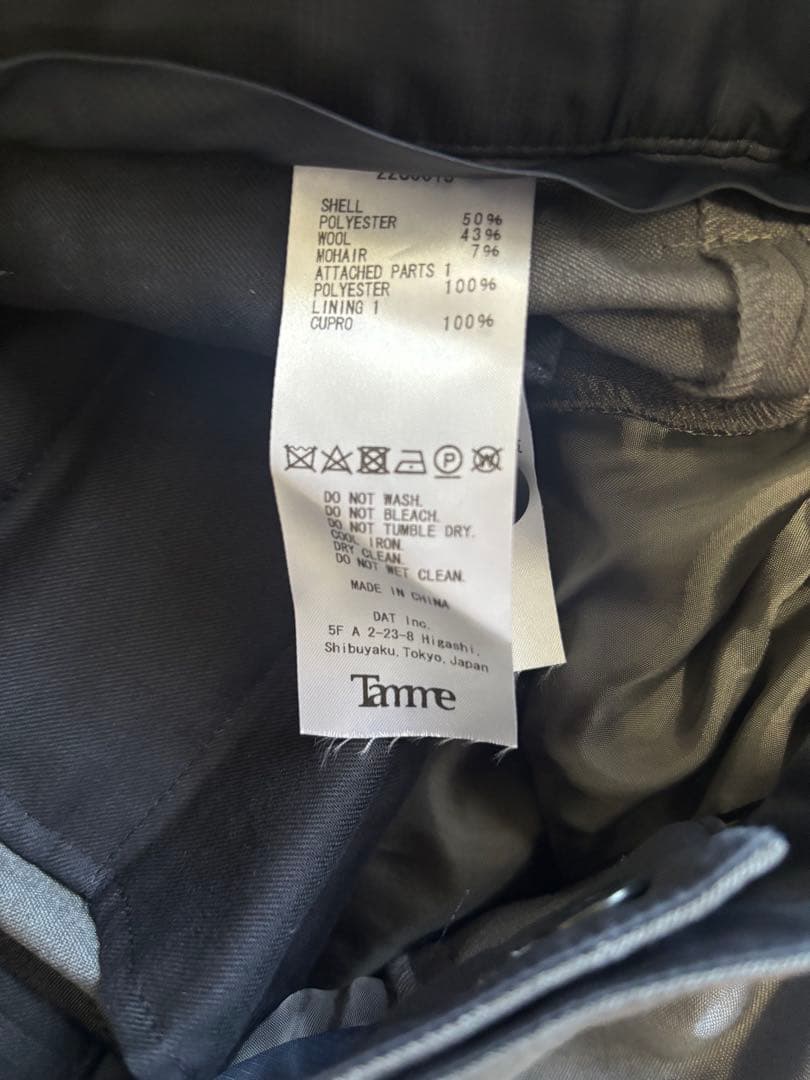 SHELL
POLYESTER 50%
WOOL 43%
MOHAIR 7%
ATTACHED PARTS 1
POLYESTER 100%
LINING 1
CUPRO 100%
P W
DO NOT WASH.
DO NOT BLEACH.
DO NOT TUMBLE DRY.
COOL IRON.
DRY CLEAN.
DO NOT WET CLEAN.
MADE IN CHINA
DAT Inc.
5F A 2-23-8 Higashi,
Shibuyaku, Tokyo, Japan
Tamme